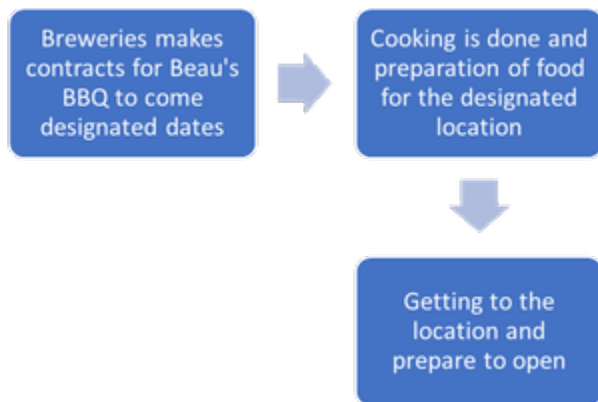 Breweries makes
contracts for Beau's
BBQ to come
designated dates
Cooking is done and
preparation of food
for the designated
location
Getting to the
location and
prepare to open